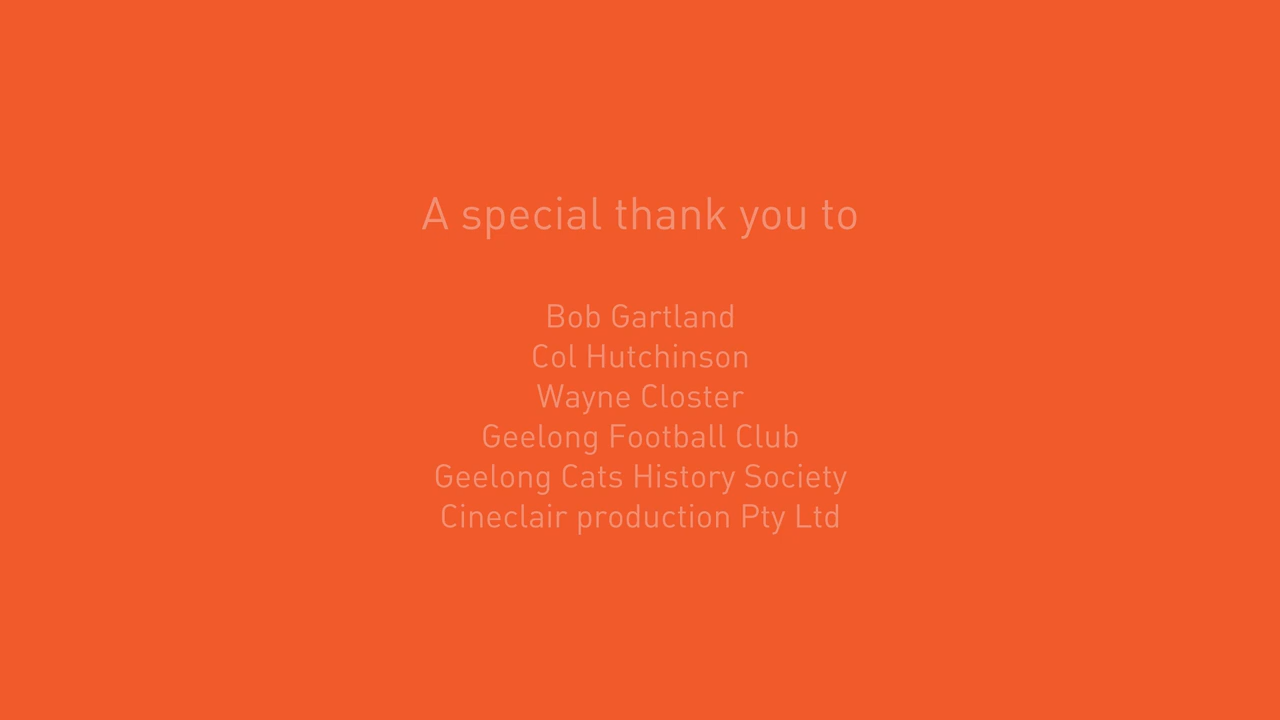 A special thank you to
Bob Gartland
Col Hutchinson
Wayne Closter
Geelong Football Club
Geelong Cats History Society
Cineclair production Pty Ltd